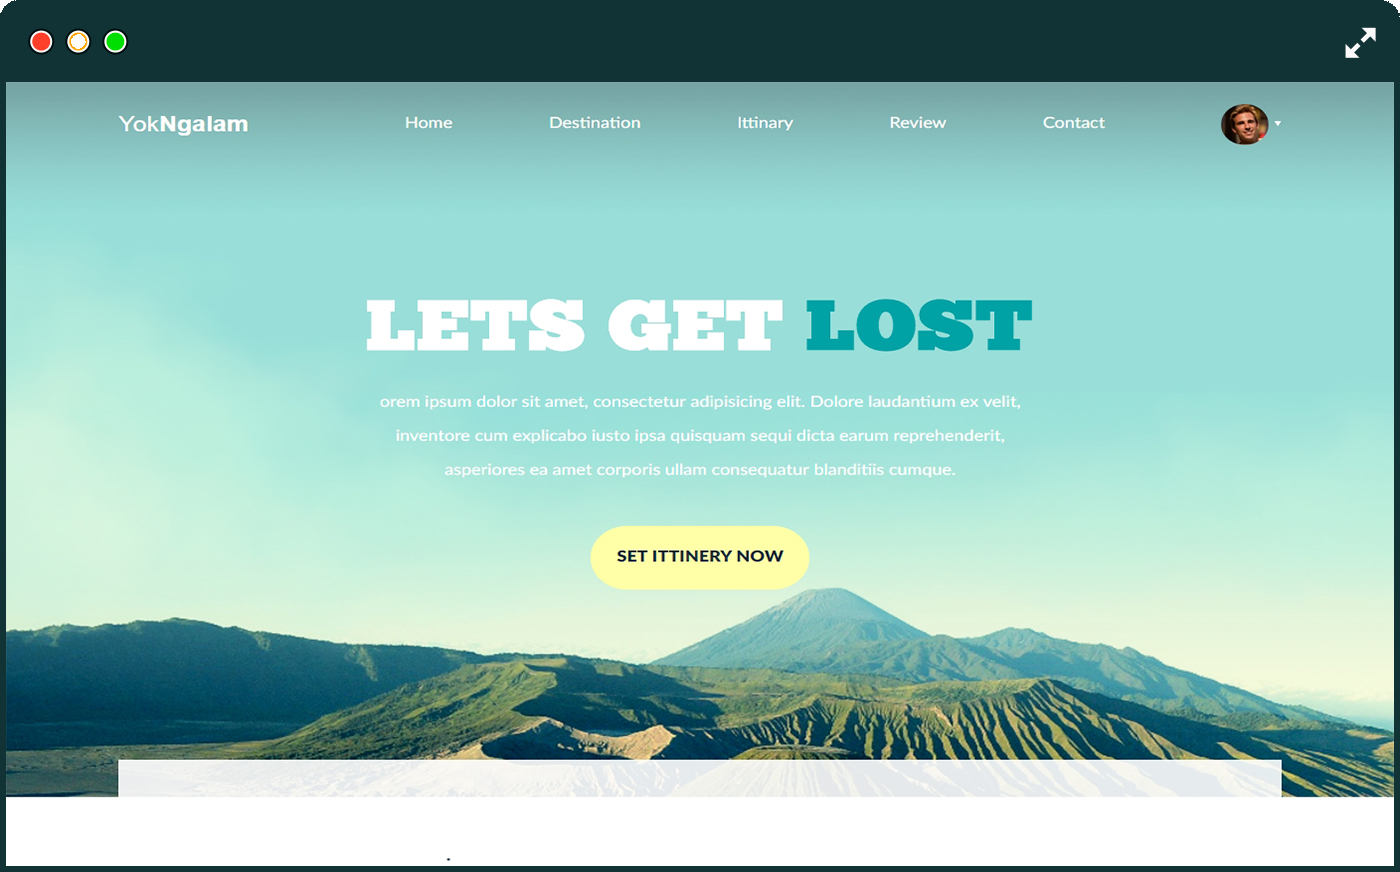 YokNgalam
Home
Destination
Ittinary
Review
Contact
LETS GET LOST
orem ipsum dolor sit amet, consectetur adipisicing elit. Dolore laudantium ex velit,
inventore cum explicabo iusto ipsa quisquam sequi dicta earum reprehenderit,
asperiores ea amet corporis ullam consequatur blanditiis cumque.
SET ITTINERY NOW